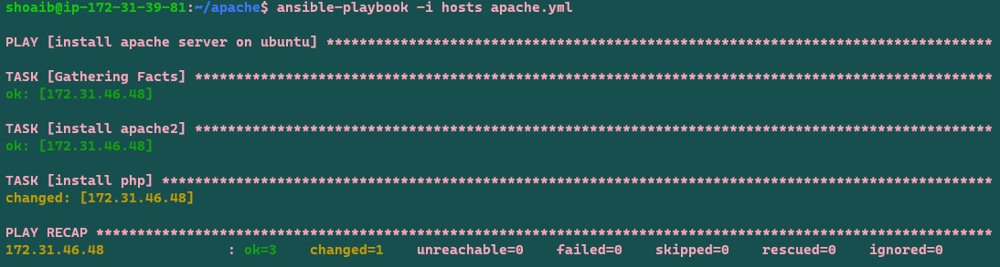 shoaib@ip-172-31-39-81:~/apache$ ansible-playbook -i hosts apache.yml
PLAY [install apache server on ubuntu] *********************************************************************************
TASK [Gathering Facts] *************************************************************************************************
ok: [172.31.46.48]
TASK [install apache2] *************************************************************************************************
ok: [172.31.46.48]
TASK [install php] *****************************************************************************************************
changed: [172.31.46.48]
PLAY RECAP *************************************************************************************************************
172.31.46.48               : ok=3    changed=1    unreachable=0    failed=0    skipped=0    rescued=0    ignored=0